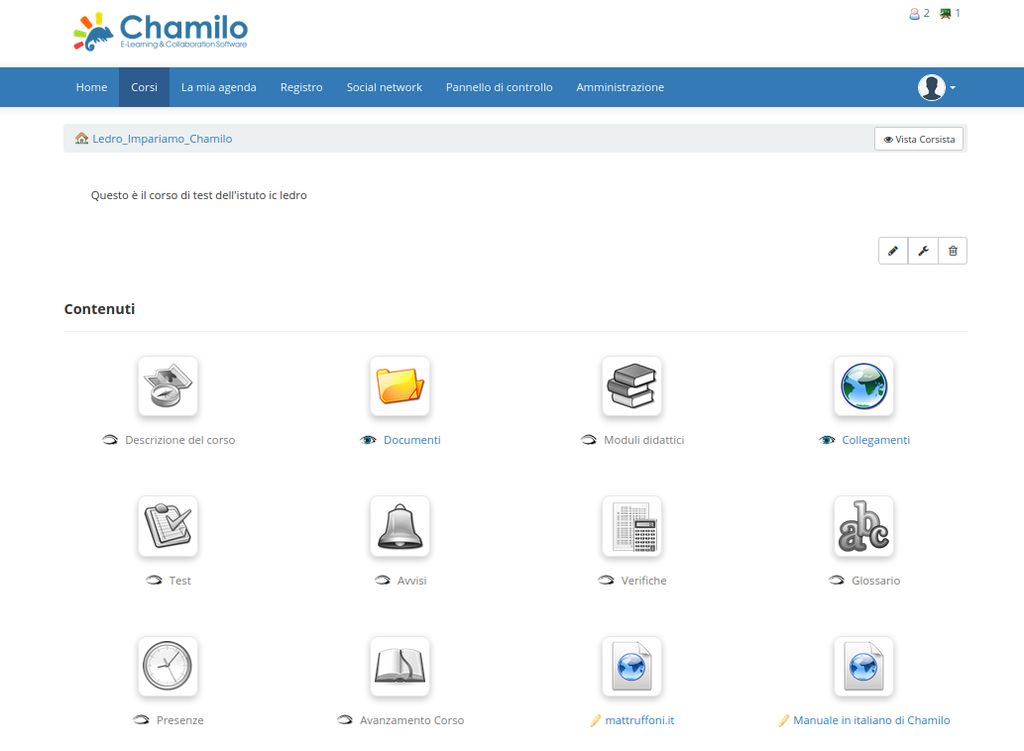 Chamilo
E-Learning & Collaboration Software
2 1
Home Corsi La mia agenda Registro Social network Pannello di controllo Amministrazione
Ledro_Impariamo_Chamilo Vista Corsista
Questo è il corso di test dell'istuto ic ledro
Contenuti
Descrizione del corso Documenti Moduli didattici Collegamenti
abc
Test Avvisi Verifiche Glossario
Presenze Avanzamento Corso mattruffoni.it Manuale in italiano di Chamilo